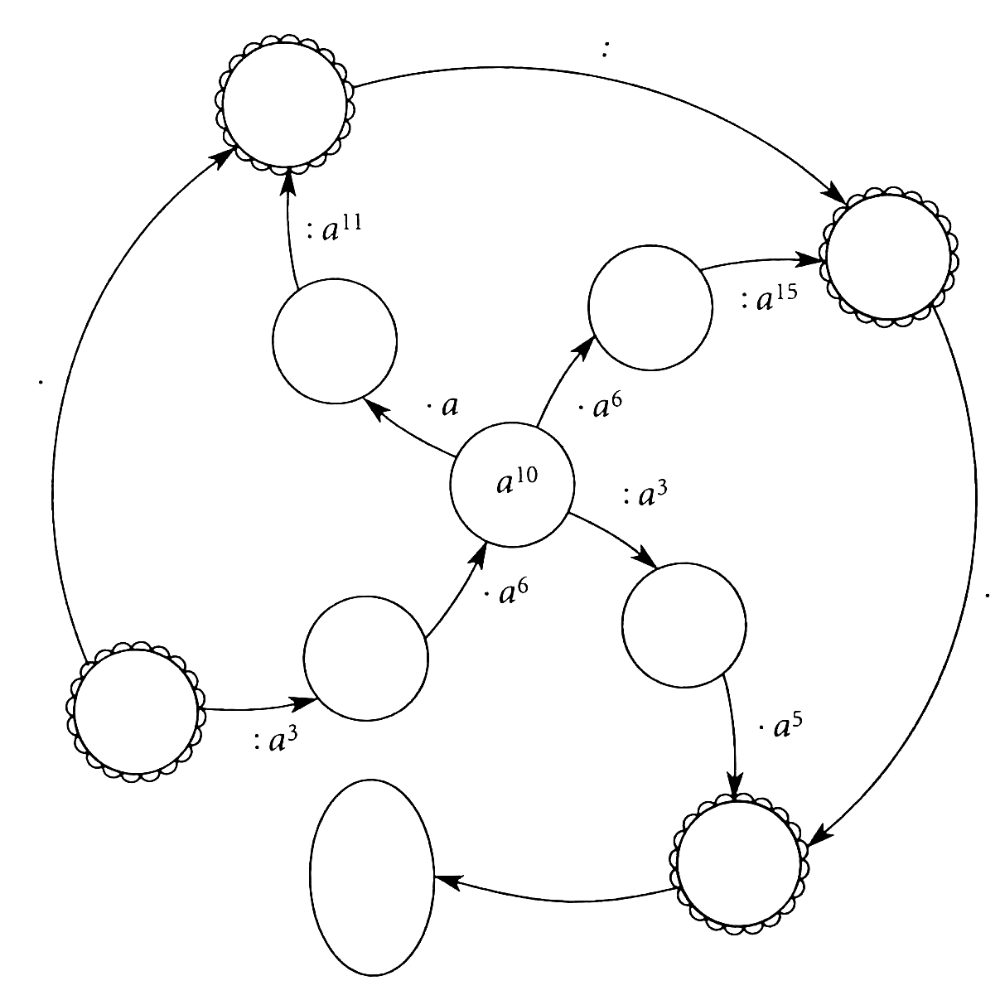 :
: a¹¹
: a¹⁵
·
· a
· a⁶
a¹⁰
: a³
· a⁶
·
· a⁵
: a³